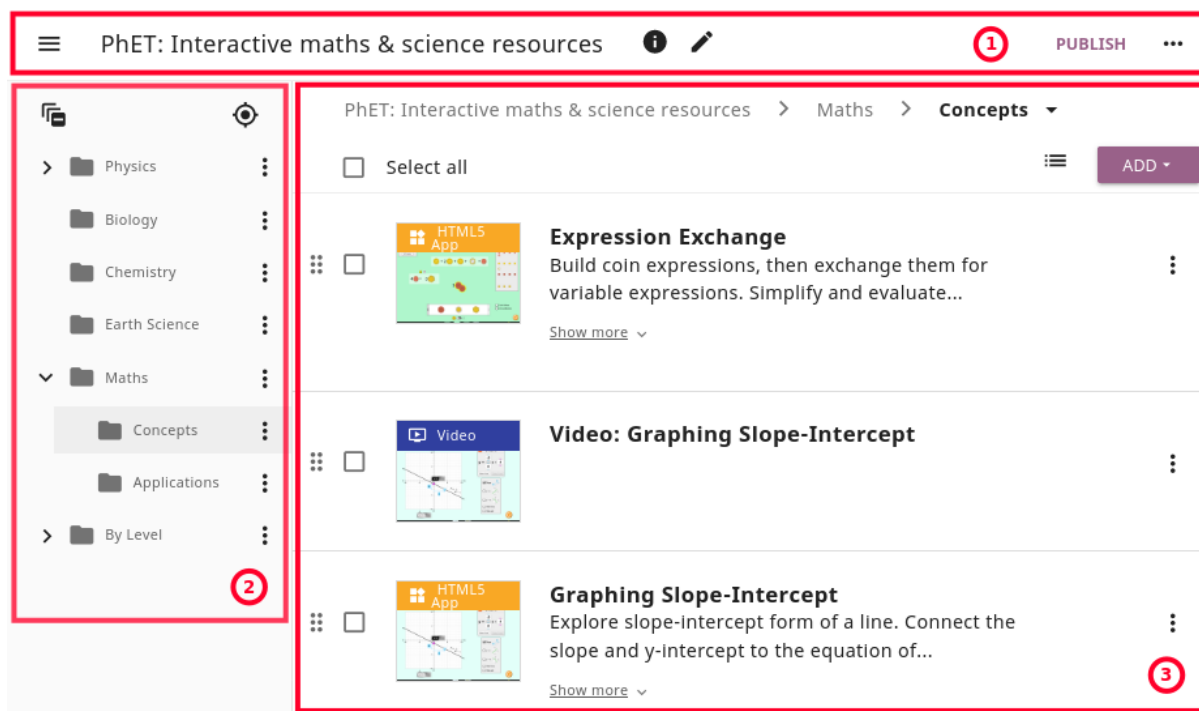 PhET: Interactive maths & science resources
1
PUBLISH
Physics
Biology
Chemistry
Earth Science
Maths
Concepts
Applications
By Level
2
PhET: Interactive maths & science resources > Maths > Concepts
Select all
ADD
HTML5
App
Expression Exchange
Build coin expressions, then exchange them for
variable expressions. Simplify and evaluate...
Show more
Video
Video: Graphing Slope-Intercept
HTML5
App
Graphing Slope-Intercept
Explore slope-intercept form of a line. Connect the
slope and y-intercept to the equation of...
Show more
3